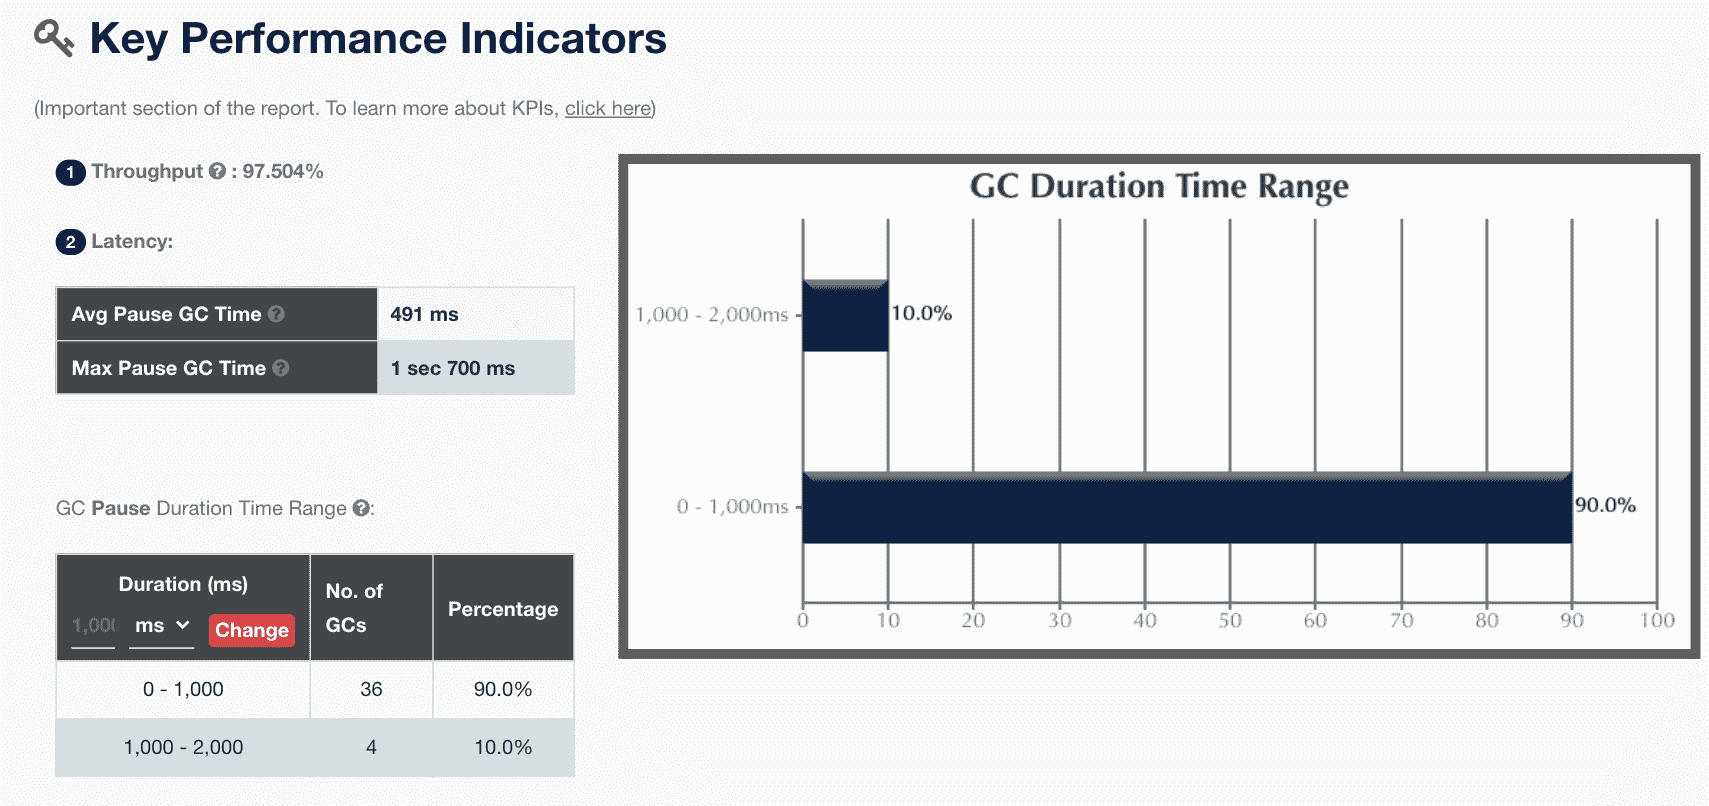 Key Performance Indicators
(Important section of the report. To learn more about KPIs, click here)
1 Throughput ? : 97.504%
2 Latency:
Avg Pause GC Time ? 491 ms
Max Pause GC Time ? 1 sec 700 ms
GC Pause Duration Time Range ?:
Duration (ms) No. of GCs Percentage
ms Change
0 - 1,000 36 90.0%
1,000 - 2,000 4 10.0%
GC Duration Time Range
1,000 - 2,000ms 10.0%
0 - 1,000ms 90.0%
0 10 20 30 40 50 60 70 80 90 100